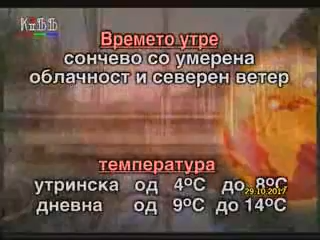 Времето утре
сончево со умерена
облачност и северен ветер
температура
утринска од 4ºC до 8ºC
дневна од 9ºC до 14ºC
29.10.2017